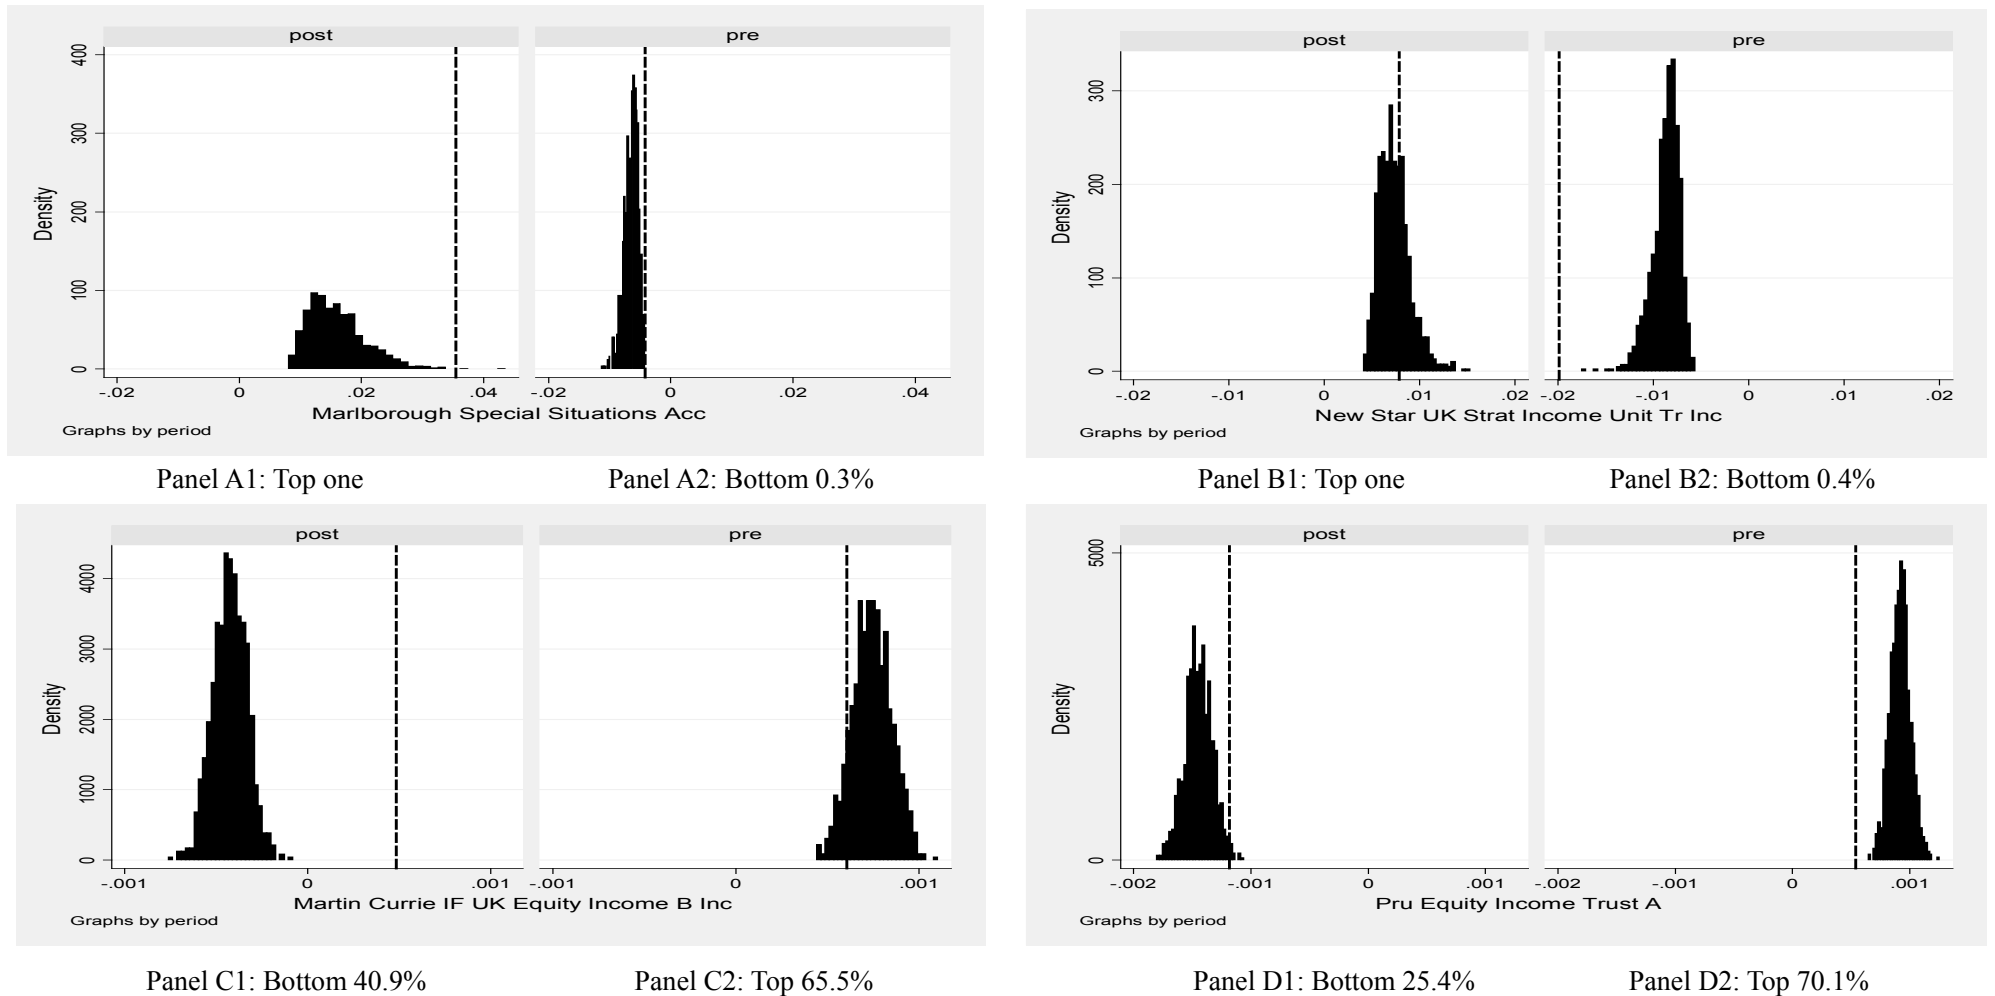 post pre
400
300
200
100
0
Density
-.02 0 .02 .04 -.02 0 .02 .04
Marlborough Special Situations Acc
Graphs by period
Panel A1: Top one Panel A2: Bottom 0.3%
post pre
300
200
100
0
Density
-.02 -.01 0 .01 .02 -.02 -.01 0 .01 .02
New Star UK Strat Income Unit Tr Inc
Graphs by period
Panel B1: Top one Panel B2: Bottom 0.4%
post pre
4000
3000
2000
1000
0
Density
-.001 0 .001 -.001 0 .001
Martin Currie IF UK Equity Income B Inc
Graphs by period
Panel C1: Bottom 40.9% Panel C2: Top 65.5%
post pre
5000
0
Density
-.002 -.001 0 .001 -.002 -.001 0 .001
Pru Equity Income Trust A
Graphs by period
Panel D1: Bottom 25.4% Panel D2: Top 70.1%